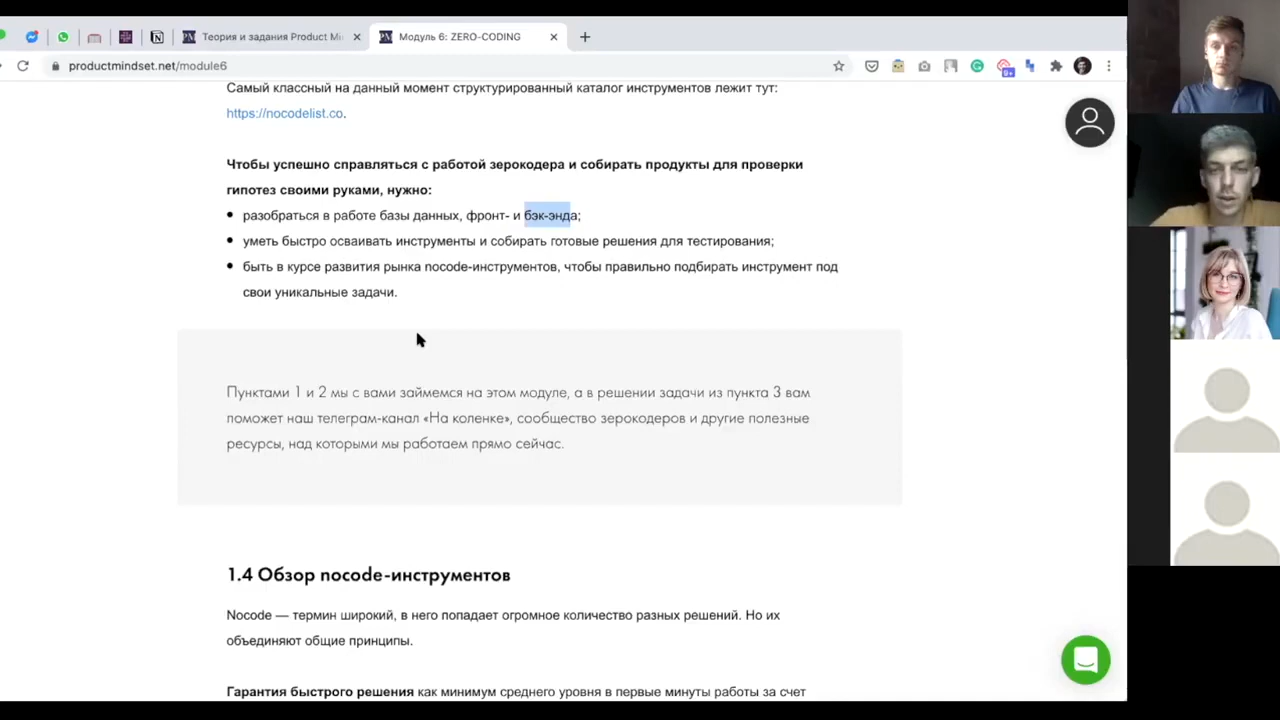 Теория и задания Product Mi
Модуль 6: ZERO-CODING
productmindset.net/module6
Самый классный на данный момент структурированный каталог инструментов лежит тут:
https://nocodelist.co.
Чтобы успешно справляться с работой зерокодера и собирать продукты для проверки
гипотез своими руками, нужно:
разобраться в работе базы данных, фронт- и бэк-энда;
уметь быстро осваивать инструменты и собирать готовые решения для тестирования;
быть в курсе развития рынка nocode-инструментов, чтобы правильно подбирать инструмент под
свои уникальные задачи.
Пунктами 1 и 2 мы с вами займемся на этом модуле, а в решении задачи из пункта 3 вам
поможет наш телеграм-канал «На коленке», сообщество зерокодеров и другие полезные
ресурсы, над которыми мы работаем прямо сейчас.
1.4 Обзор nocode-инструментов
Nocode — термин широкий, в него попадает огромное количество разных решений. Но их
объединяют общие принципы.
Гарантия быстрого решения как минимум среднего уровня в первые минуты работы за счет